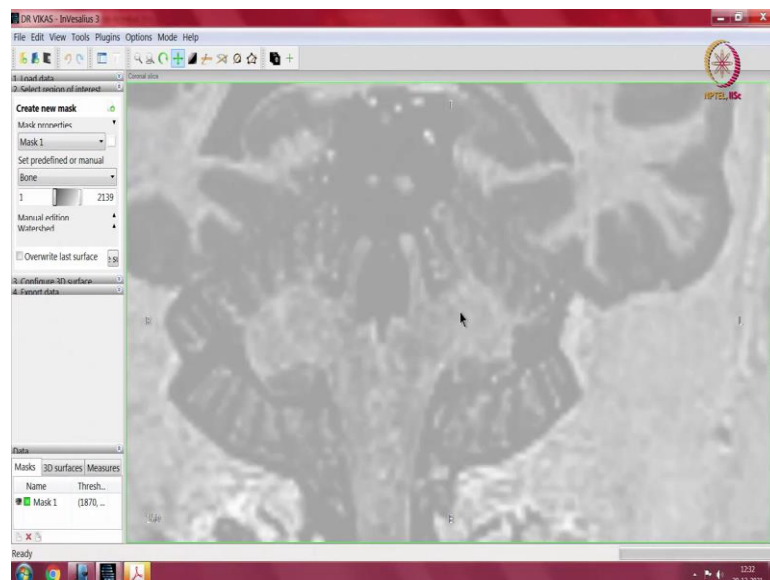 DR VIKAS - InVesalius 3
File Edit View Tools Plugins Options Mode Help
1. Load data
Coronal slice
2. Select region of interest
NPTEL, IISc
Create new mask
Mask properties
Mask 1
Set predefined or manual
Bone
1 2139
Manual edition
Watershed
Overwrite last surface
3. Configure 3D surface
4. Export data
Data
Masks 3D surfaces Measures
Name Thresh..
Mask 1 (1870, ...
Ready
12:32